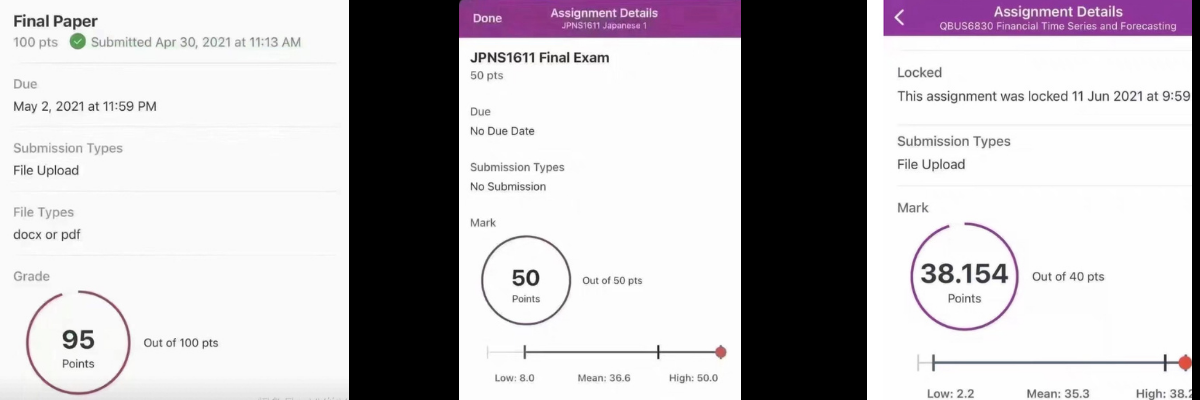 Final Paper
100 pts Submitted Apr 30, 2021 at 11:13 AM
Due
May 2, 2021 at 11:59 PM
Submission Types
File Upload
File Types
docx or pdf
Grade
95
Points
Out of 100 pts
Done
Assignment Details
JPNS1611 Japanese 1
JPNS1611 Final Exam
50 pts
Due
No Due Date
Submission Types
No Submission
Mark
50
Points
Out of 50 pts
Low: 8.0 Mean: 36.6 High: 50.0
Assignment Details
QBUS6830 Financial Time Series and Forecasting
Locked
This assignment was locked 11 Jun 2021 at 9:59
Submission Types
File Upload
Mark
38.154
Points
Out of 40 pts
Low: 2.2 Mean: 35.3 High: 38.2